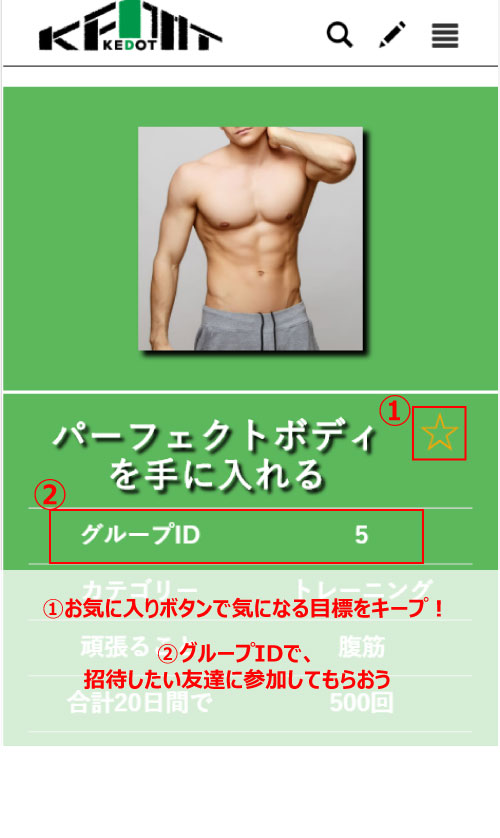 KEDOT
パーフェクトボディ
を手に入れる
①
②
グループID 5
カテゴリー トレーニング
①お気に入りボタンで気になる目標をキープ！
頑張ること 腹筋
②グループIDで、
招待したい友達に参加してもらおう
合計20日間で 500回